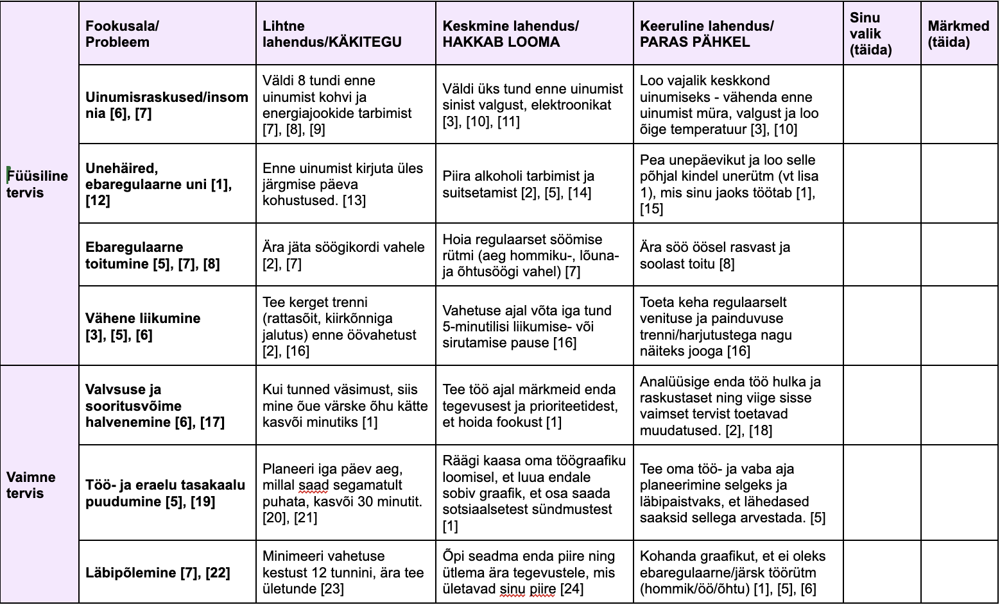 Fookusala/
Probleem
Lihtne
lahendus/KÄKITEGU
Keskmine lahendus/
HAKKAB LOOMA
Keeruline lahendus/
PARAS PÄHKEL
Sinu
valik
(täida)
Märkmed
(täida)
Füüsiline
tervis
Uinumisraskused/insom
nia [6], [7]
Väldi 8 tundi enne
uinumist kohvi ja
energiajookide tarbimist
[7], [8], [9]
Väldi üks tund enne uinumist
sinist valgust, elektroonikat
[3], [10], [11]
Loo vajalik keskkond
uinumiseks - vähenda enne
uinumist müra, valgust ja loo
õige temperatuur [3], [10]
Unehäired,
ebaregulaarne uni [1],
[12]
Enne uinumist kirjuta üles
järgmise päeva
kohustused. [13]
Piira alkoholi tarbimist ja
suitsetamist [2], [5], [14]
Pea unepäevikut ja loo selle
põhjal kindel unerütm (vt lisa
1), mis sinu jaoks töötab [1],
[15]
Ebaregulaarne
toitumine [5], [7], [8]
Ära jäta söögikordi vahele
[2], [7]
Hoia regulaarset söömise
rütmi (aeg hommiku-, lõuna-
ja õhtusöögi vahel) [7]
Ära söö öösel rasvast ja
soolast toitu [8]
Vähene liikumine
[3], [5], [6]
Tee kerget trenni
(rattasõit, kiirkõnniga
jalutus) enne öövahetust
[2], [16]
Vahetuse ajal võta iga tund
5-minutilisi liikumise- või
sirutamise pause [16]
Toeta keha regulaarselt
venituse ja painduvuse
trenni/harjutustega nagu
näiteks jooga [16]
Vaimne
tervis
Valvsuse ja
sooritusvõime
halvenemine [6], [17]
Kui tunned väsimust, siis
mine õue värske õhu kätte
kasvõi minutiks [1]
Tee töö ajal märkmeid enda
tegevusest ja prioriteetidest,
et hoida fookust [1]
Analüüsige enda töö hulka ja
raskustaset ning viige sisse
vaimset tervist toetavad
muudatused. [2], [18]
Töö- ja eraelu tasakaalu
puudumine [5], [19]
Planeeri iga päev aeg,
millal saad segamatult
puhata, kasvõi 30 minutit.
[20], [21]
Räägi kaasa oma töögraafiku
loomisel, et luua endale
sobiv graafik, et osa saada
sotsiaalsetest sündmustest
[1]
Tee oma töö- ja vaba aja
planeerimine selgeks ja
läbipaistvaks, et lähedased
saaksid sellega arvestada. [5]
Läbipõlemine [7], [22]
Minimeeri vahetuse
kestust 12 tunnini, ära tee
ületunde [23]
Õpi seadma enda piire ning
ütlema ära tegevustele, mis
ületavad sinu piire [24]
Kohanda graafikut, et ei oleks
ebaregulaarne/järsk töörütm
(hommik/öö/õhtu) [1], [5], [6]